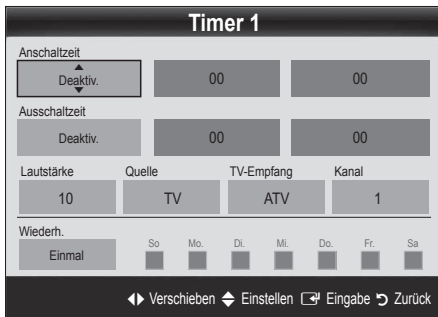 Timer 1
Anschaltzeit
Deaktiv. 00 00
Ausschaltzeit
Deaktiv. 00 00
Lautstärke Quelle TV-Empfang Kanal
10 TV ATV 1
Wiederh. So Mo. Di. Mi. Do. Fr. Sa
Einmal
Verschieben Einstellen Eingabe Zurück